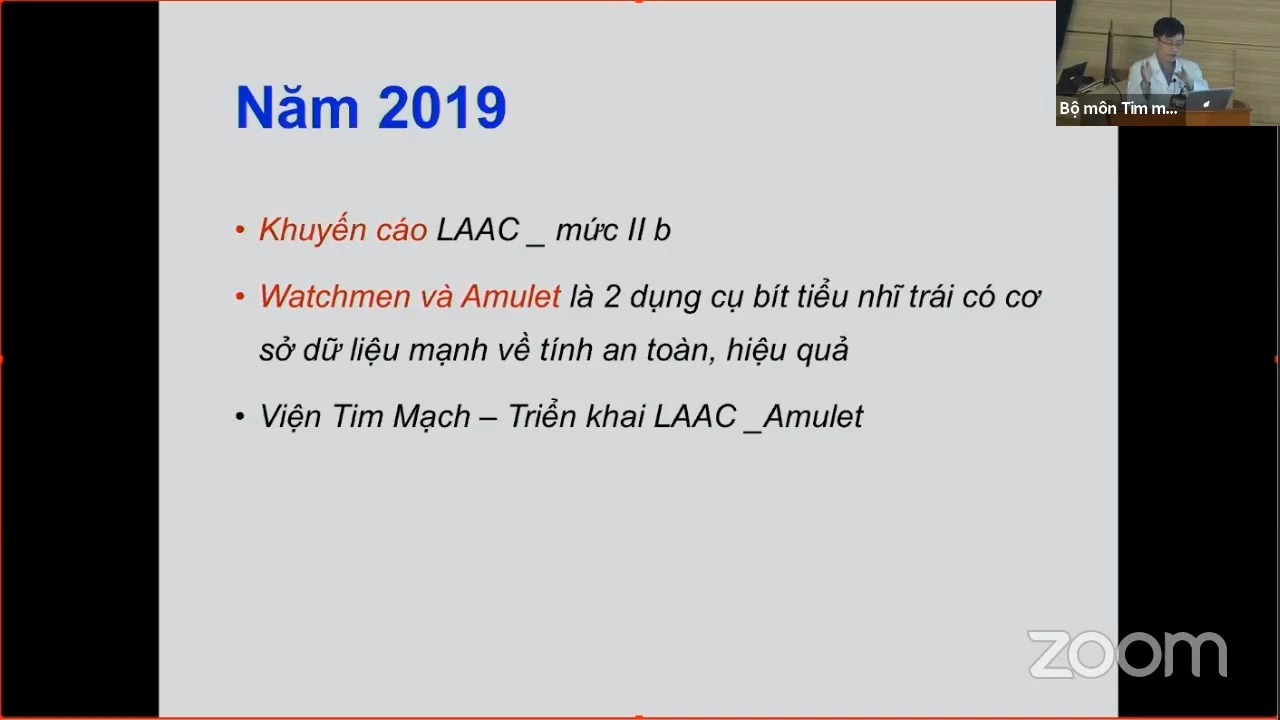 Năm 2019
Bộ môn Tim m...
• Khuyến cáo LAAC _ mức II b
• Watchmen và Amulet là 2 dụng cụ bít tiểu nhĩ trái có cơ
sở dữ liệu mạnh về tính an toàn, hiệu quả
• Viện Tim Mạch – Triển khai LAAC _Amulet
zoom